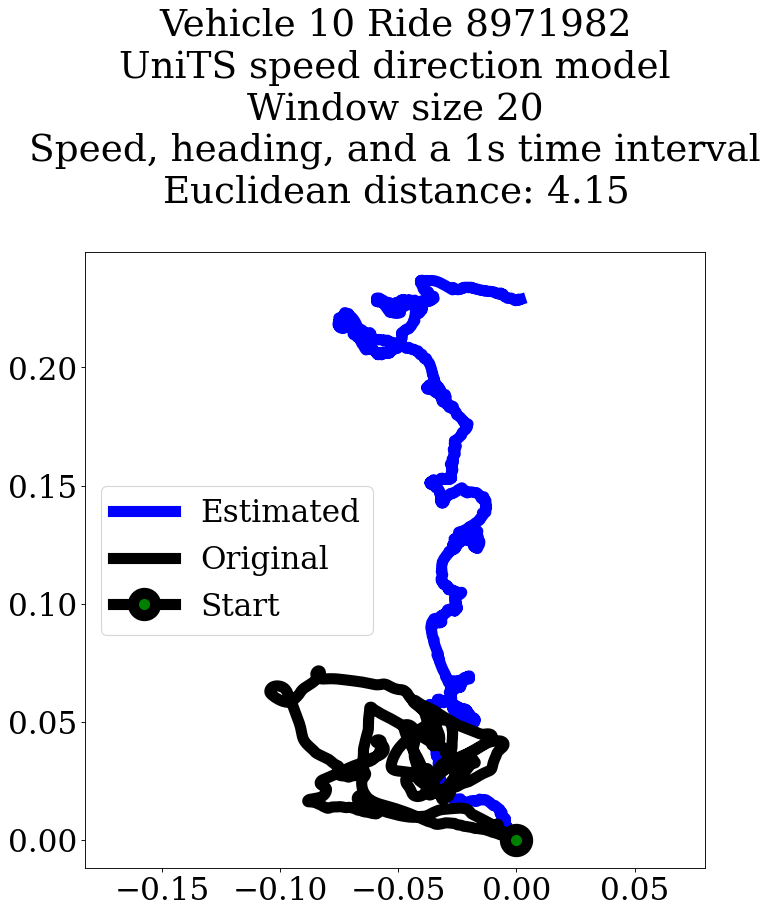 Vehicle 10 Ride 8971982
UniTS speed direction model
Window size 20
Speed, heading, and a 1s time interval
Euclidean distance: 4.15
0.20
0.15
0.10
0.05
0.00
Estimated
Original
Start
−0.15 −0.10 −0.05 0.00 0.05